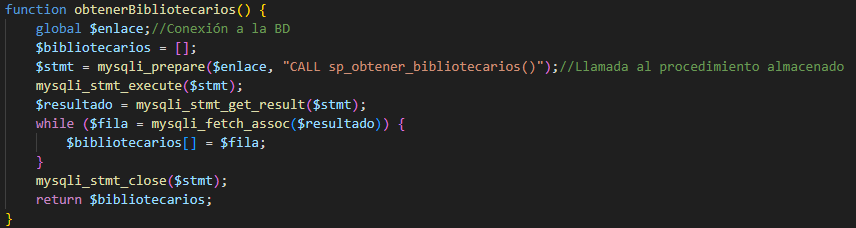 function obtenerBibliotecarios() {
    global $enlace;//Conexión a la BD
    $bibliotecarios = [];
    $stmt = mysqli_prepare($enlace, "CALL sp_obtener_bibliotecarios()");//Llamada al procedimiento almacenado
    mysqli_stmt_execute($stmt);
    $resultado = mysqli_stmt_get_result($stmt);
    while ($fila = mysqli_fetch_assoc($resultado)) {
        $bibliotecarios[] = $fila;
    }
    mysqli_stmt_close($stmt);
    return $bibliotecarios;
}